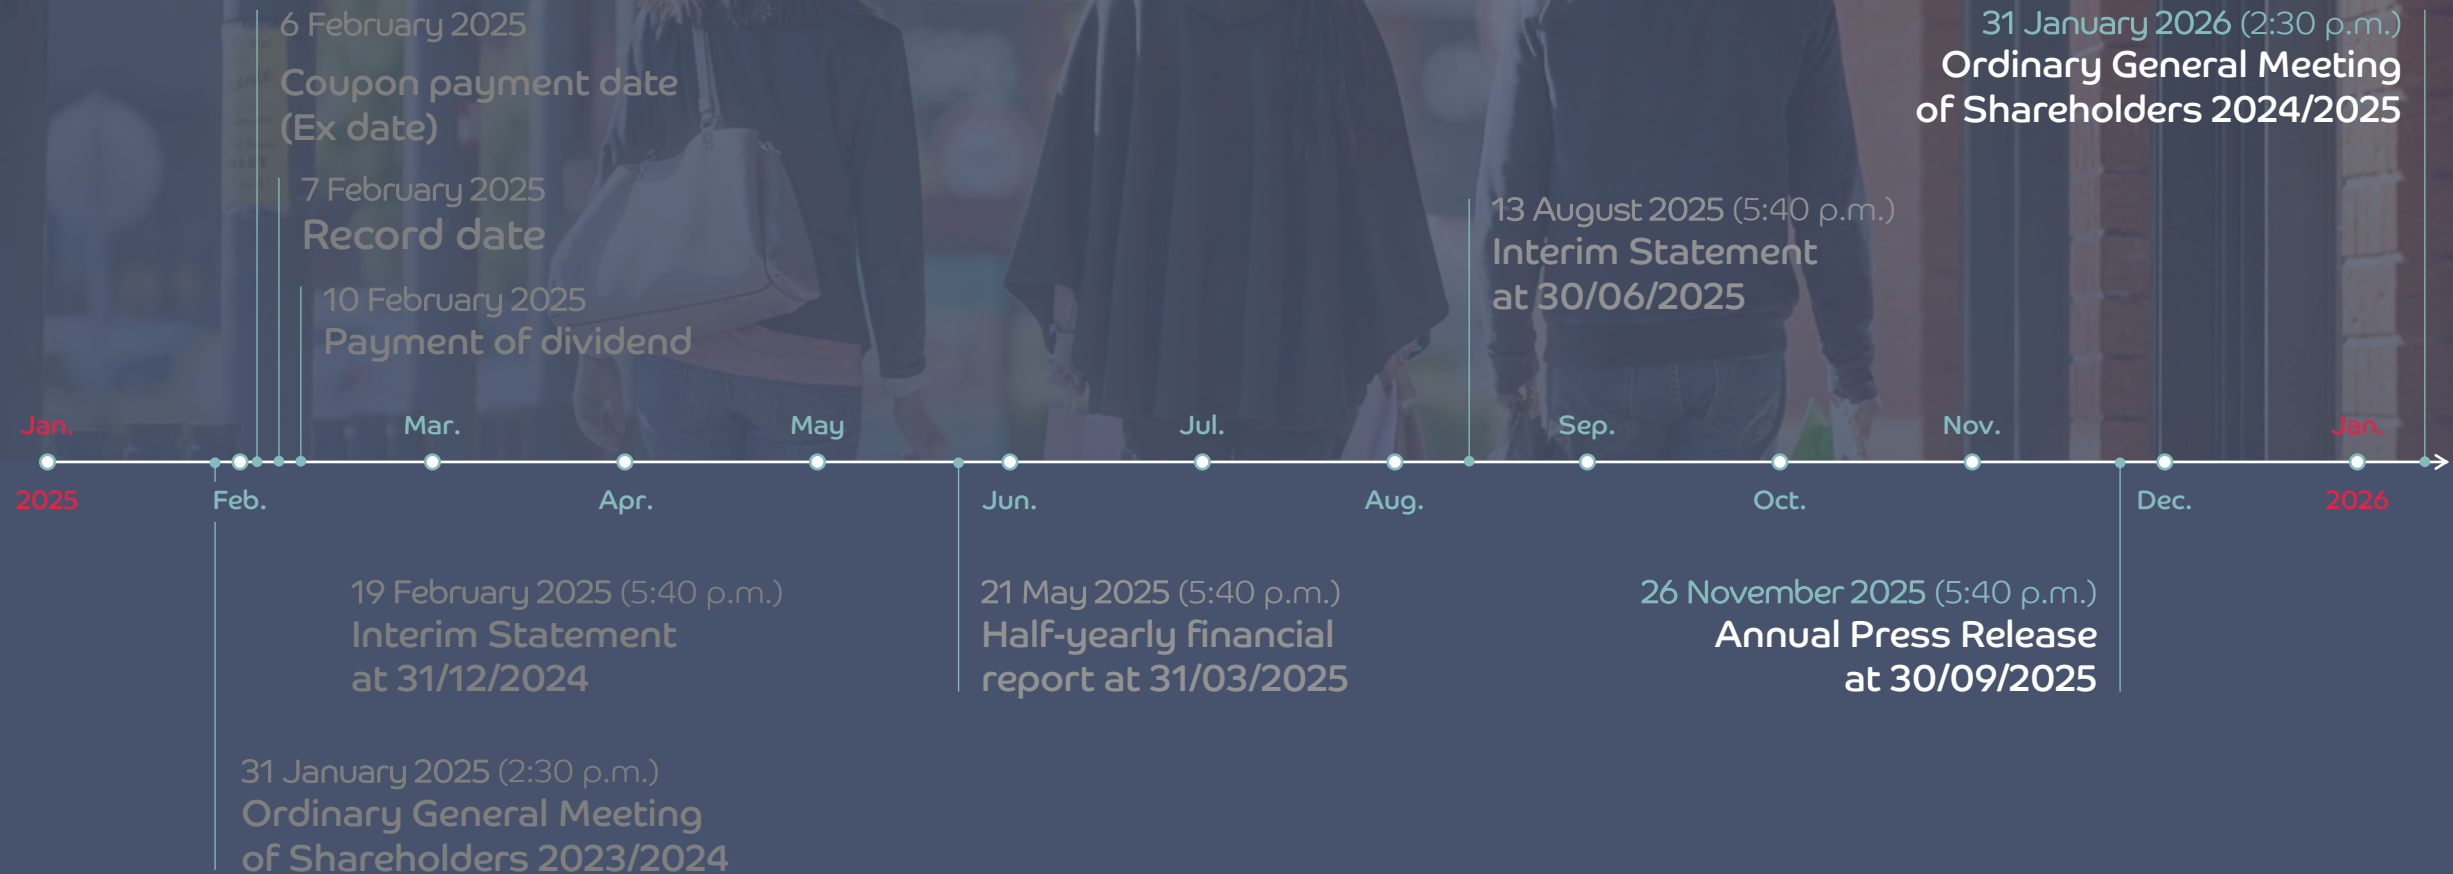 6 February 2025
Coupon payment date
(Ex date)
7 February 2025
Record date
10 February 2025
Payment of dividend
13 August 2025 (5:40 p.m.)
Interim Statement
at 30/06/2025
31 January 2026 (2:30 p.m.)
Ordinary General Meeting
of Shareholders 2024/2025
Jan.
Mar.
May
Jul.
Sep.
Nov.
Jan.
2025
Feb.
Apr.
Jun.
Aug.
Oct.
Dec.
2026
19 February 2025 (5:40 p.m.)
Interim Statement
at 31/12/2024
21 May 2025 (5:40 p.m.)
Half-yearly financial
report at 31/03/2025
26 November 2025 (5:40 p.m.)
Annual Press Release
at 30/09/2025
31 January 2025 (2:30 p.m.)
Ordinary General Meeting
of Shareholders 2023/2024